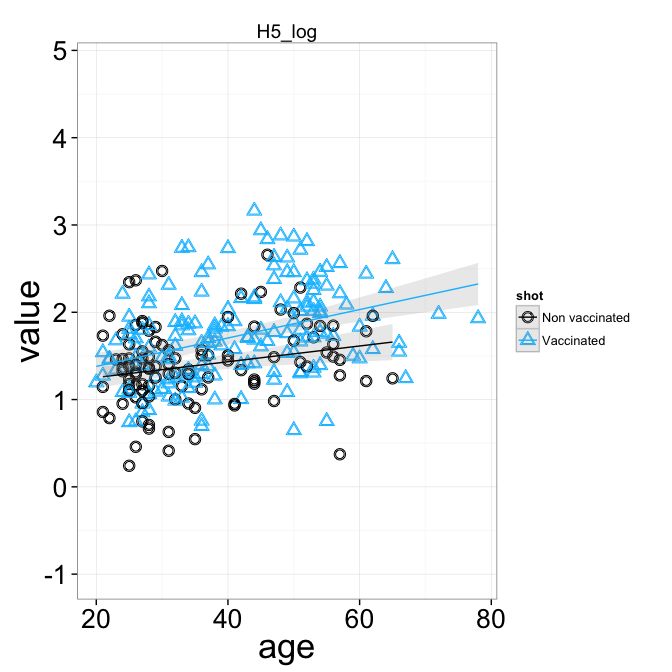 H5_log
5
4
3
2
1
0
-1
value
20 40 60 80
age
shot
Non vaccinated
Vaccinated